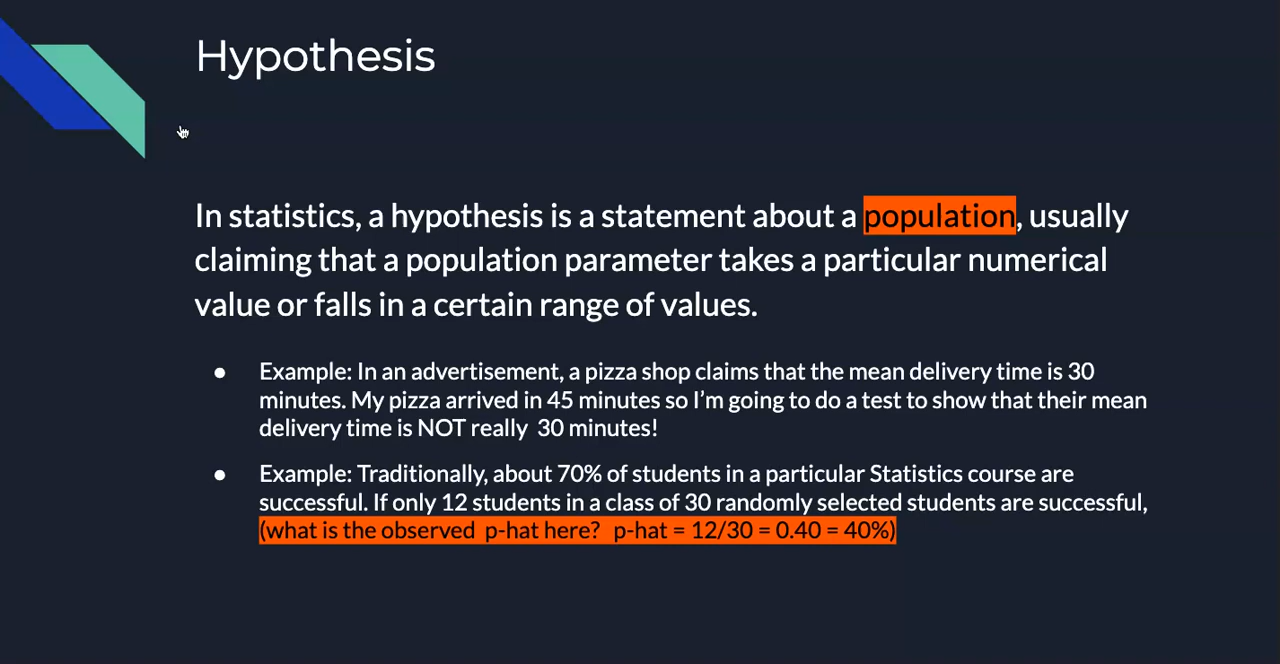 Hypothesis
In statistics, a hypothesis is a statement about a population, usually
claiming that a population parameter takes a particular numerical
value or falls in a certain range of values.
● Example: In an advertisement, a pizza shop claims that the mean delivery time is 30
minutes. My pizza arrived in 45 minutes so I’m going to do a test to show that their mean
delivery time is NOT really 30 minutes!
● Example: Traditionally, about 70% of students in a particular Statistics course are
successful. If only 12 students in a class of 30 randomly selected students are successful,
(what is the observed p-hat here? p-hat = 12/30 = 0.40 = 40%)